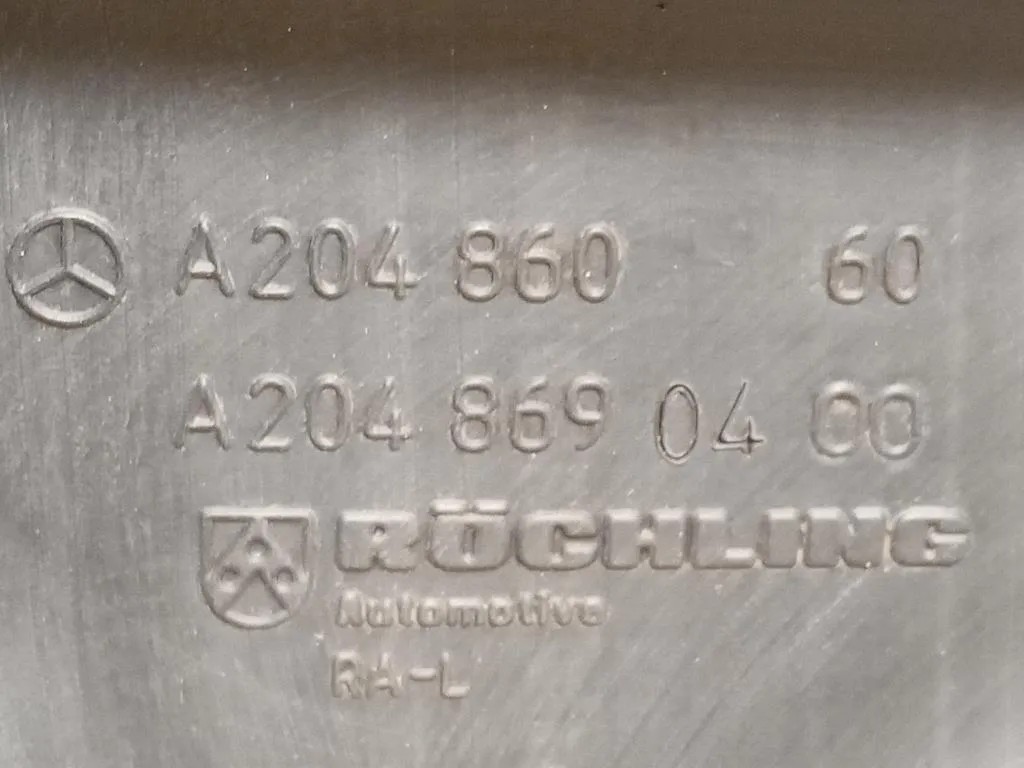 A204 860 60
A204 869 04 00
RÖCHLING
Automotive
RA-L